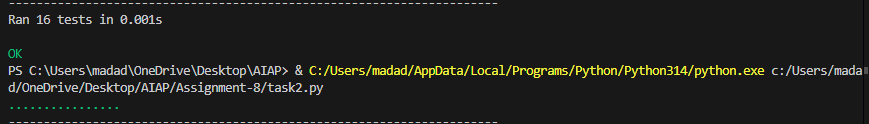 ----------------------------------------------------------------------
Ran 16 tests in 0.001s
OK
PS C:\Users\madad\OneDrive\Desktop\AIAP> & C:/Users/madad/AppData/Local/Programs/Python/Python314/python.exe c:/Users/mada
d/OneDrive/Desktop/AIAP/Assignment-8/task2.py
................
----------------------------------------------------------------------